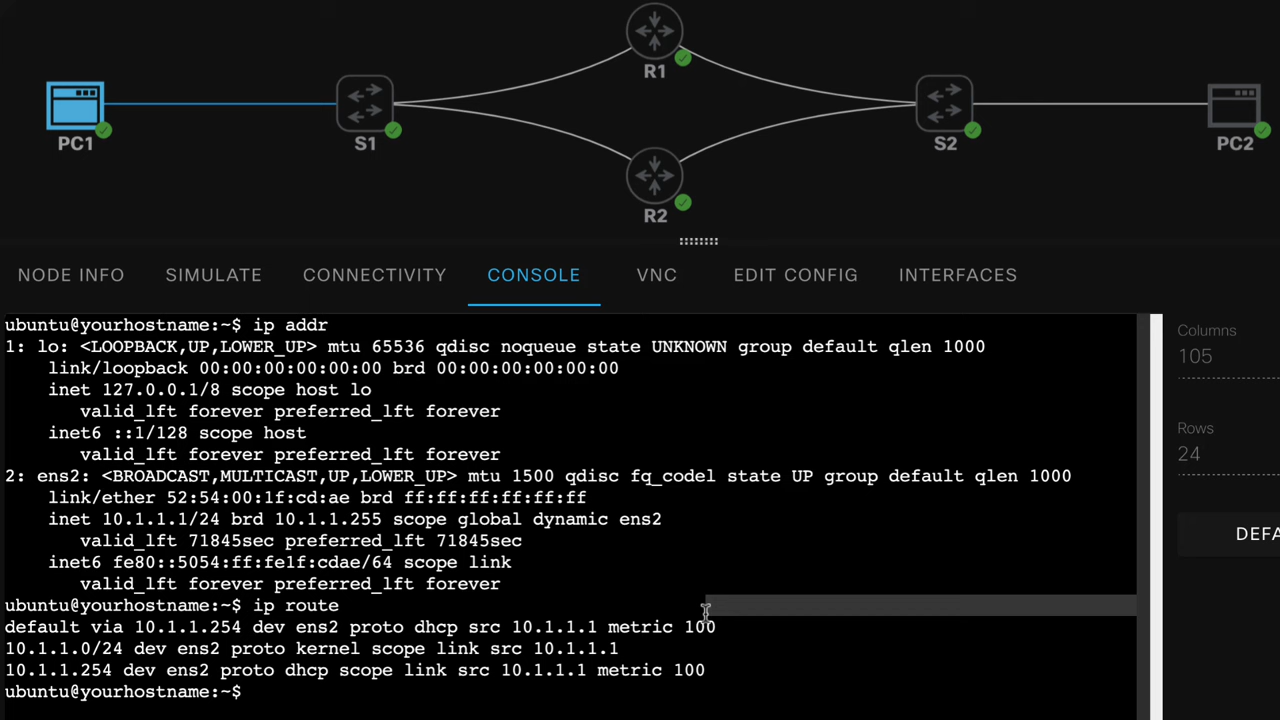 R1
PC1
S1
S2
PC2
R2
NODE INFO SIMULATE CONNECTIVITY CONSOLE VNC EDIT CONFIG INTERFACES
ubuntu@yourhostname:~$ ip addr
1: lo: <LOOPBACK,UP,LOWER_UP> mtu 65536 qdisc noqueue state UNKNOWN group default qlen 1000
link/loopback 00:00:00:00:00:00 brd 00:00:00:00:00:00
inet 127.0.0.1/8 scope host lo
valid_lft forever preferred_lft forever
inet6 ::1/128 scope host
valid_lft forever preferred_lft forever
2: ens2: <BROADCAST,MULTICAST,UP,LOWER_UP> mtu 1500 qdisc fq_codel state UP group default qlen 1000
link/ether 52:54:00:1f:cd:ae brd ff:ff:ff:ff:ff:ff
inet 10.1.1.1/24 brd 10.1.1.255 scope global dynamic ens2
valid_lft 71845sec preferred_lft 71845sec
inet6 fe80::5054:ff:fe1f:cdae/64 scope link
valid_lft forever preferred_lft forever
ubuntu@yourhostname:~$ ip route
default via 10.1.1.254 dev ens2 proto dhcp src 10.1.1.1 metric 100
10.1.1.0/24 dev ens2 proto kernel scope link src 10.1.1.1
10.1.1.254 dev ens2 proto dhcp scope link src 10.1.1.1 metric 100
ubuntu@yourhostname:~$
Columns
105
Rows
24
DEFA